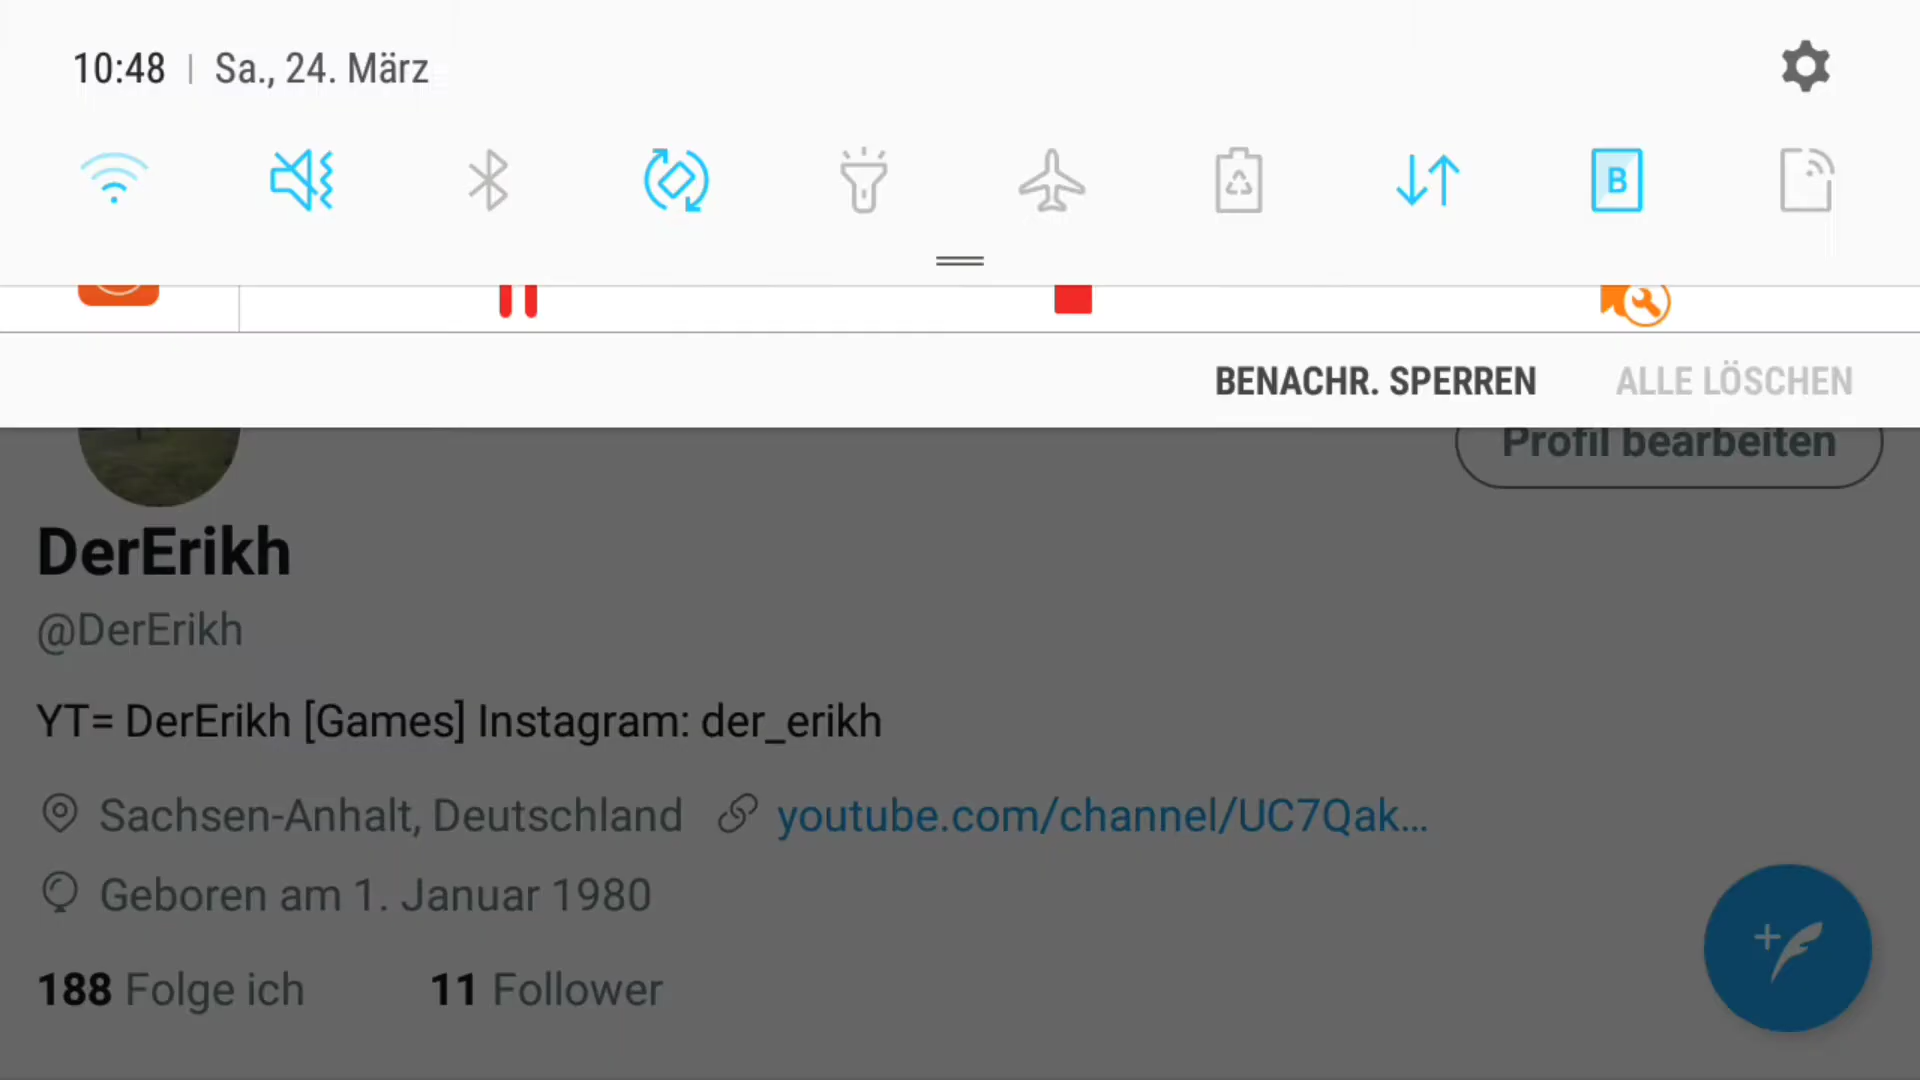 10:48 | Sa., 24. März
B
BENACHR. SPERREN ALLE LÖSCHEN
Profil bearbeiten
DerErikh
@DerErikh
YT= DerErikh [Games] Instagram: der_erikh
Sachsen-Anhalt, Deutschland youtube.com/channel/UC7Qak...
Geboren am 1. Januar 1980
188 Folge ich 11 Follower